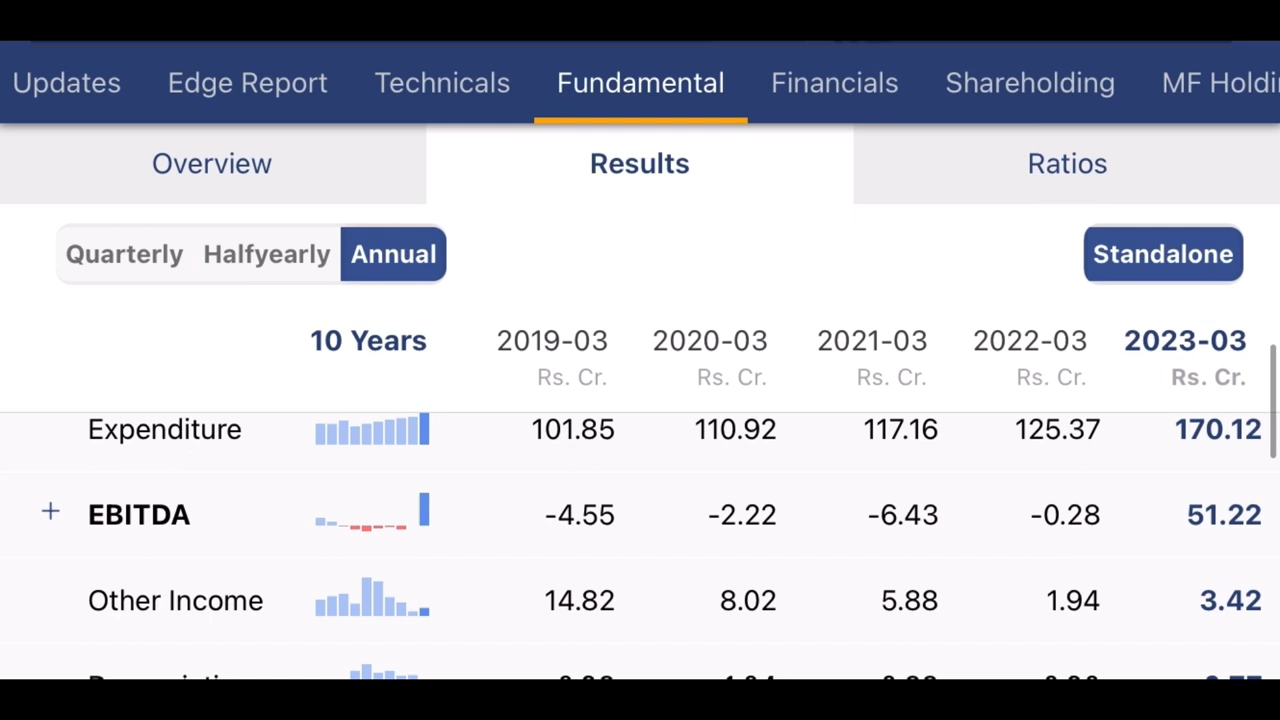 Updates Edge Report Technicals Fundamental Financials Shareholding MF Holdi
Overview Results Ratios
Quarterly Halfyearly Annual Standalone
10 Years 2019-03 2020-03 2021-03 2022-03 2023-03
Rs. Cr. Rs. Cr. Rs. Cr. Rs. Cr. Rs. Cr.
Expenditure 101.85 110.92 117.16 125.37 170.12
+ EBITDA -4.55 -2.22 -6.43 -0.28 51.22
Other Income 14.82 8.02 5.88 1.94 3.42